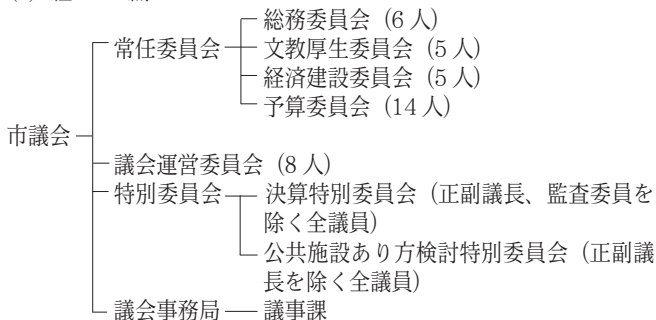 総務委員会（6 人）
常任委員会
文教厚生委員会（5 人）
経済建設委員会（5 人）
予算委員会（14 人）
市議会
議会運営委員会（8 人）
特別委員会
決算特別委員会（正副議長、監査委員を
除く全議員）
公共施設あり方検討特別委員会（正副議
長を除く全議員）
議会事務局
議事課